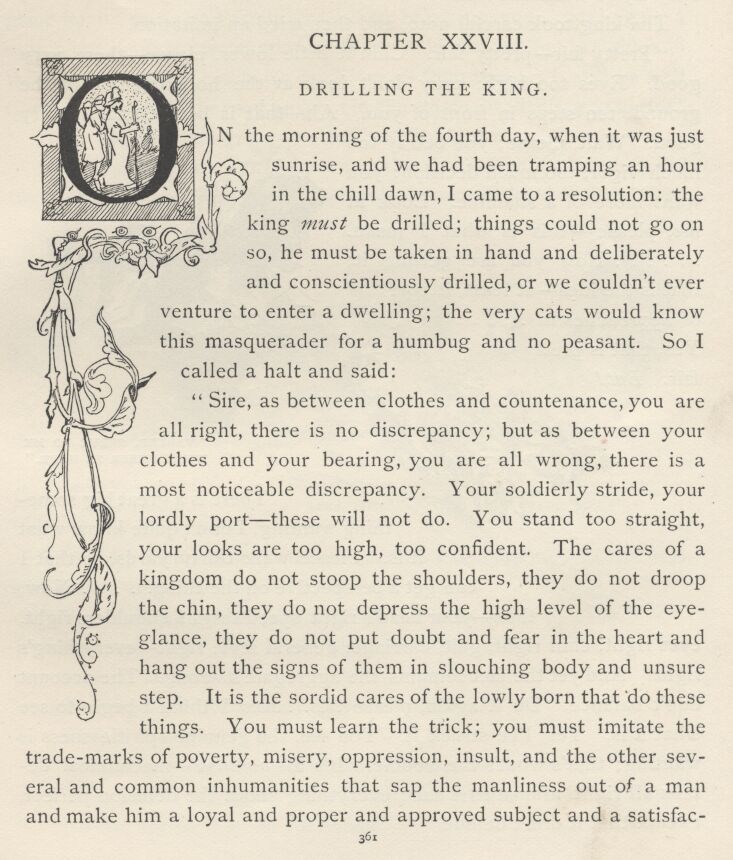 CHAPTER XXVIII.
DRILLING THE KING.
ON the morning of the fourth day, when it was just
sunrise, and we had been tramping an hour
in the chill dawn, I came to a resolution: the
king must be drilled; things could not go on
so, he must be taken in hand and deliberately
and conscientiously drilled, or we couldn't ever
venture to enter a dwelling; the very cats would know
this masquerader for a humbug and no peasant. So I
called a halt and said:
“Sire, as between clothes and countenance, you are
all right, there is no discrepancy; but as between your
clothes and your bearing, you are all wrong, there is a
most noticeable discrepancy. Your soldierly stride, your
lordly port—these will not do. You stand too straight,
your looks are too high, too confident. The cares of a
kingdom do not stoop the shoulders, they do not droop
the chin, they do not depress the high level of the eye-
glance, they do not put doubt and fear in the heart and
hang out the signs of them in slouching body and unsure
step. It is the sordid cares of the lowly born that do these
things. You must learn the trick; you must imitate the
trade-marks of poverty, misery, oppression, insult, and the other sev-
eral and common inhumanities that sap the manliness out of a man
and make him a loyal and proper and approved subject and a satisfac-
361